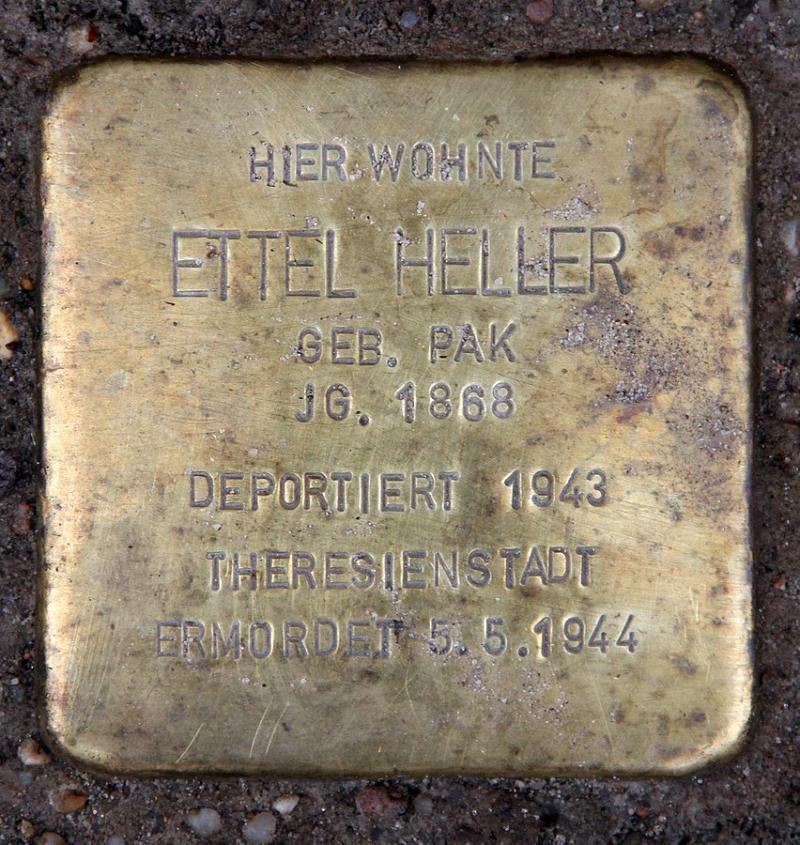 HIER WOHNTE
ETTEL HELLER
GEB. PAK
JG. 1868
DEPORTIERT 1943
THERESIENSTADT
ERMORDET 5.5.1944